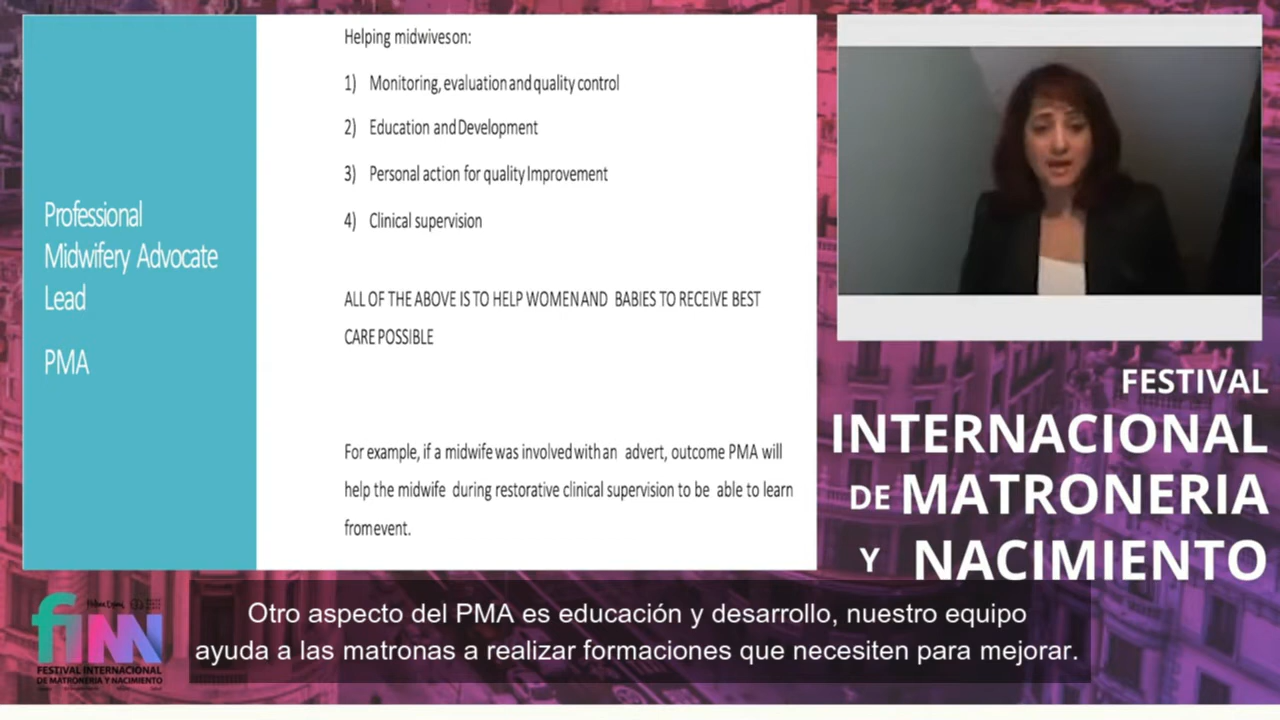 Helping midwives on:
1) Monitoring, evaluation and quality control
2) Education and Development
3) Personal action for quality Improvement
4) Clinical supervision
ALL OF THE ABOVE IS TO HELP WOMEN AND BABIES TO RECEIVE BEST
CARE POSSIBLE
For example, if a midwife was involved with an advert, outcome PMA will
help the midwife during restorative clinical supervision to be able to learn
from event.
Professional
Midwifery Advocate
Lead
PMA
FESTIVAL
INTERNACIONAL
DE MATRONERIA
Y NACIMIENTO
fimn
FESTIVAL INTERNACIONAL
DE MATRONERIA Y NACIMIENTO
Otro aspecto del PMA es educación y desarrollo, nuestro equipo
ayuda a las matronas a realizar formaciones que necesiten para mejorar.